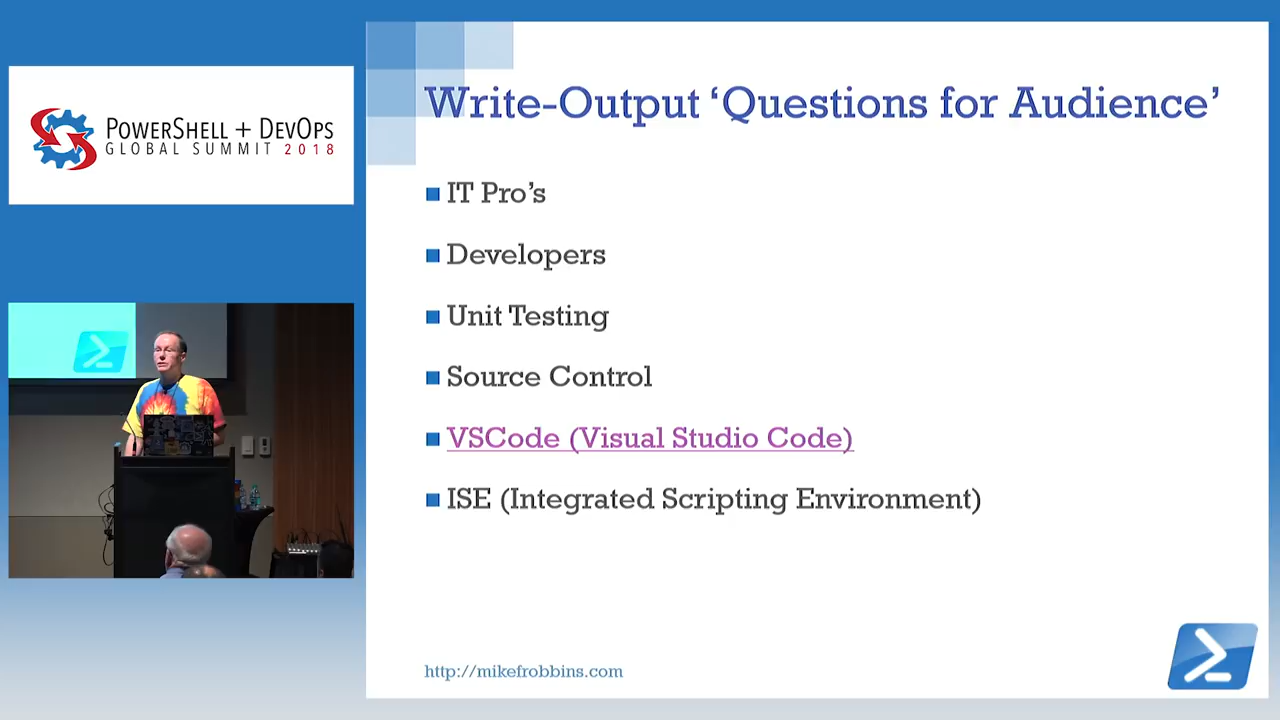 POWERSHELL + DEVOPS
GLOBAL SUMMIT 2018
Write-Output ‘Questions for Audience’
IT Pro’s
Developers
Unit Testing
Source Control
VSCode (Visual Studio Code)
ISE (Integrated Scripting Environment)
http://mikefrobbins.com